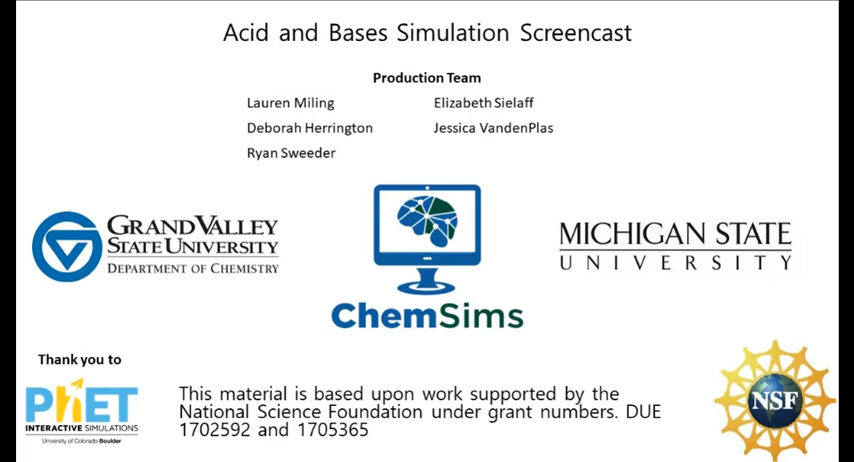 Acid and Bases Simulation Screencast
Production Team
Lauren Miling
Elizabeth Sielaff
Deborah Herrington
Jessica VandenPlas
Ryan Sweeder
GRAND VALLEY
STATE UNIVERSITY
DEPARTMENT OF CHEMISTRY
ChemSims
MICHIGAN STATE
UNIVERSITY
Thank you to
PhET
INTERACTIVE SIMULATIONS
University of Colorado Boulder
This material is based upon work supported by the
National Science Foundation under grant numbers. DUE
1702592 and 1705365
NSF